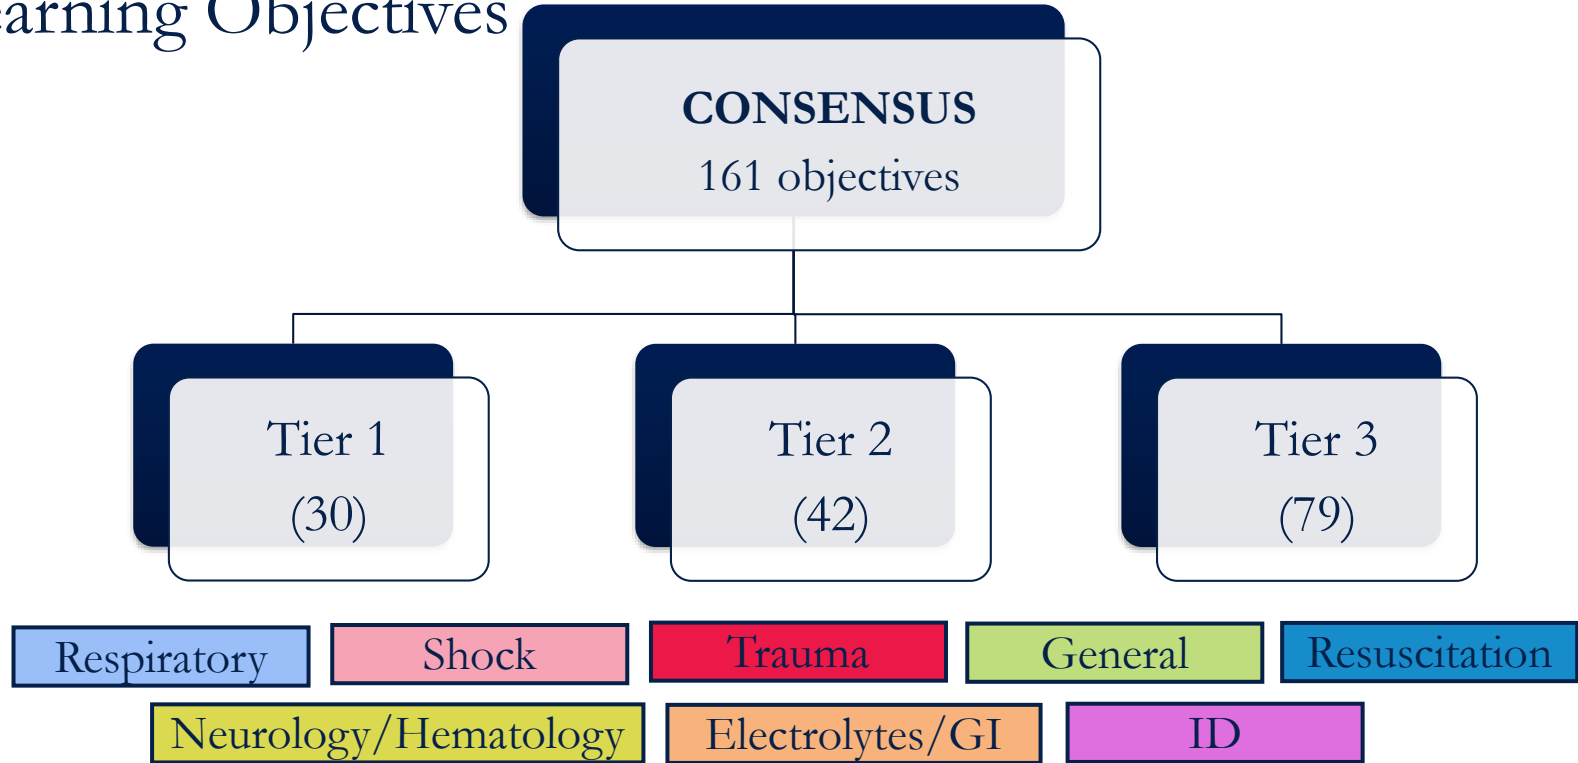 earning Objectives
CONSENSUS
161 objectives
Tier 1
(30)
Tier 2
(42)
Tier 3
(79)
Respiratory
Shock
Trauma
General
Resuscitation
Neurology/Hematology
Electrolytes/GI
ID